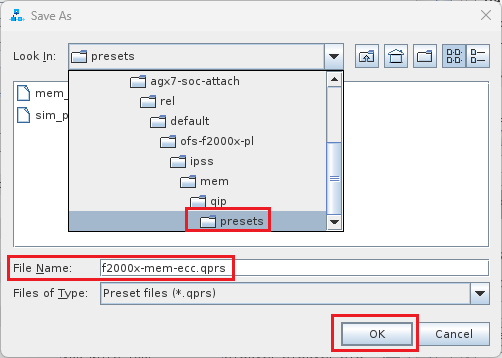 Save As
Look In: presets
agx7-soc-attach
rel
default
ofs-f2000x-pl
ipss
mem
qip
presets
mem_
sim_p
File Name: f2000x-mem-ecc.qprs
Files of Type: Preset files (*.qprs)
OK Cancel